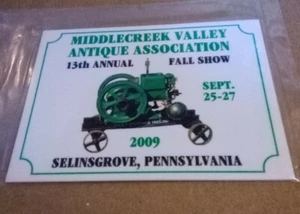 MIDDLECREEK VALLEY
ANTIQUE ASSOCIATION
13th ANNUAL FALL SHOW
SEPT.
25-27
2009
SELINSGROVE, PENNSYLVANIA